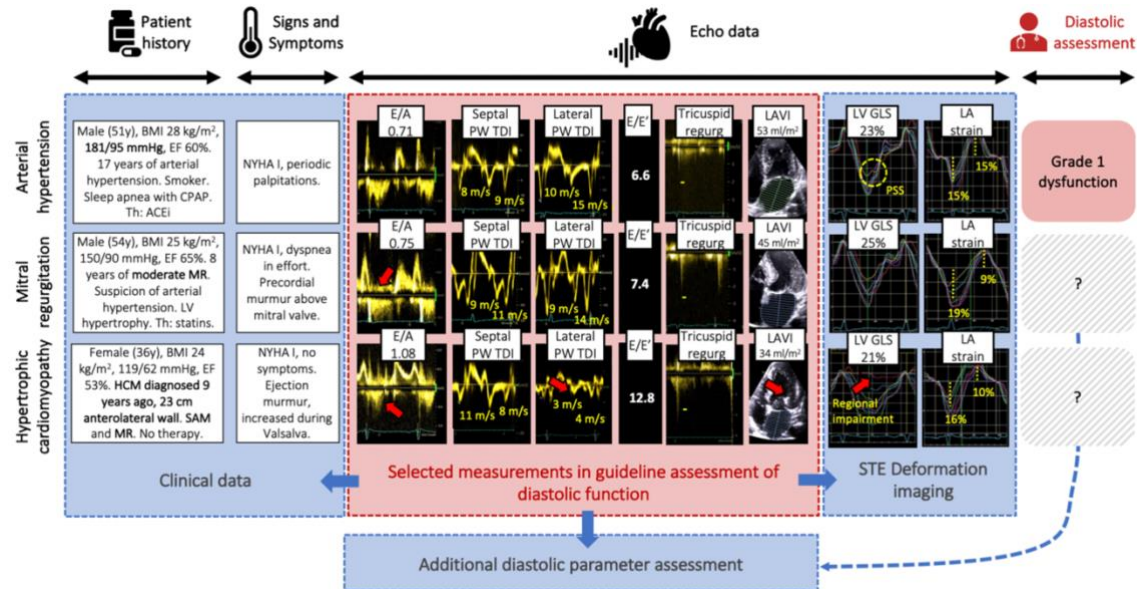 Patient
history
Signs and
Symptoms
Echo data
Diastolic
assessment
Arterial
hypertension
Male (51y), BMI 28 kg/m²,
181/95 mmHg, EF 60%.
17 years of arterial
hypertension. Smoker.
Sleep apnea with CPAP.
Th: ACEi
NYHA I, periodic
palpitations.
E/A
0.71
Septal
PW TDI
8 m/s
9 m/s
Lateral
PW TDI
10 m/s
15 m/s
E/E'
6.6
Tricuspid
regurg
LAVI
53 ml/m²
LV GLS
23%
PSS
LA
strain
15%
15%
Grade 1
dysfunction
Mitral
regurgitation
Male (54y), BMI 25 kg/m²,
150/90 mmHg, EF 65%. 8
years of moderate MR.
Suspicion of arterial
hypertension. LV
hypertrophy. Th: statins.
NYHA I, dyspnea
in effort.
Precordial
murmur above
mitral valve.
E/A
0.75
Septal
PW TDI
9 m/s
11 m/s
Lateral
PW TDI
9 m/s
14 m/s
E/E'
7.4
Tricuspid
regurg
LAVI
45 ml/m²
LV GLS
25%
LA
strain
9%
19%
?
Hypertrophic
cardiomyopathy
Female (36y), BMI 24
kg/m², 119/62 mmHg, EF
53%. HCM diagnosed 9
years ago, 23 cm
anterolateral wall. SAM
and MR. No therapy.
NYHA I, no
symptoms.
Ejection
murmur,
increased during
Valsalva.
E/A
1.08
Septal
PW TDI
11 m/s
8 m/s
Lateral
PW TDI
3 m/s
4 m/s
E/E'
12.8
Tricuspid
regurg
LAVI
34 ml/m²
LV GLS
21%
Regional
impairment
LA
strain
10%
16%
?
Clinical data
Selected measurements in guideline assessment of
diastolic function
STE Deformation
imaging
Additional diastolic parameter assessment